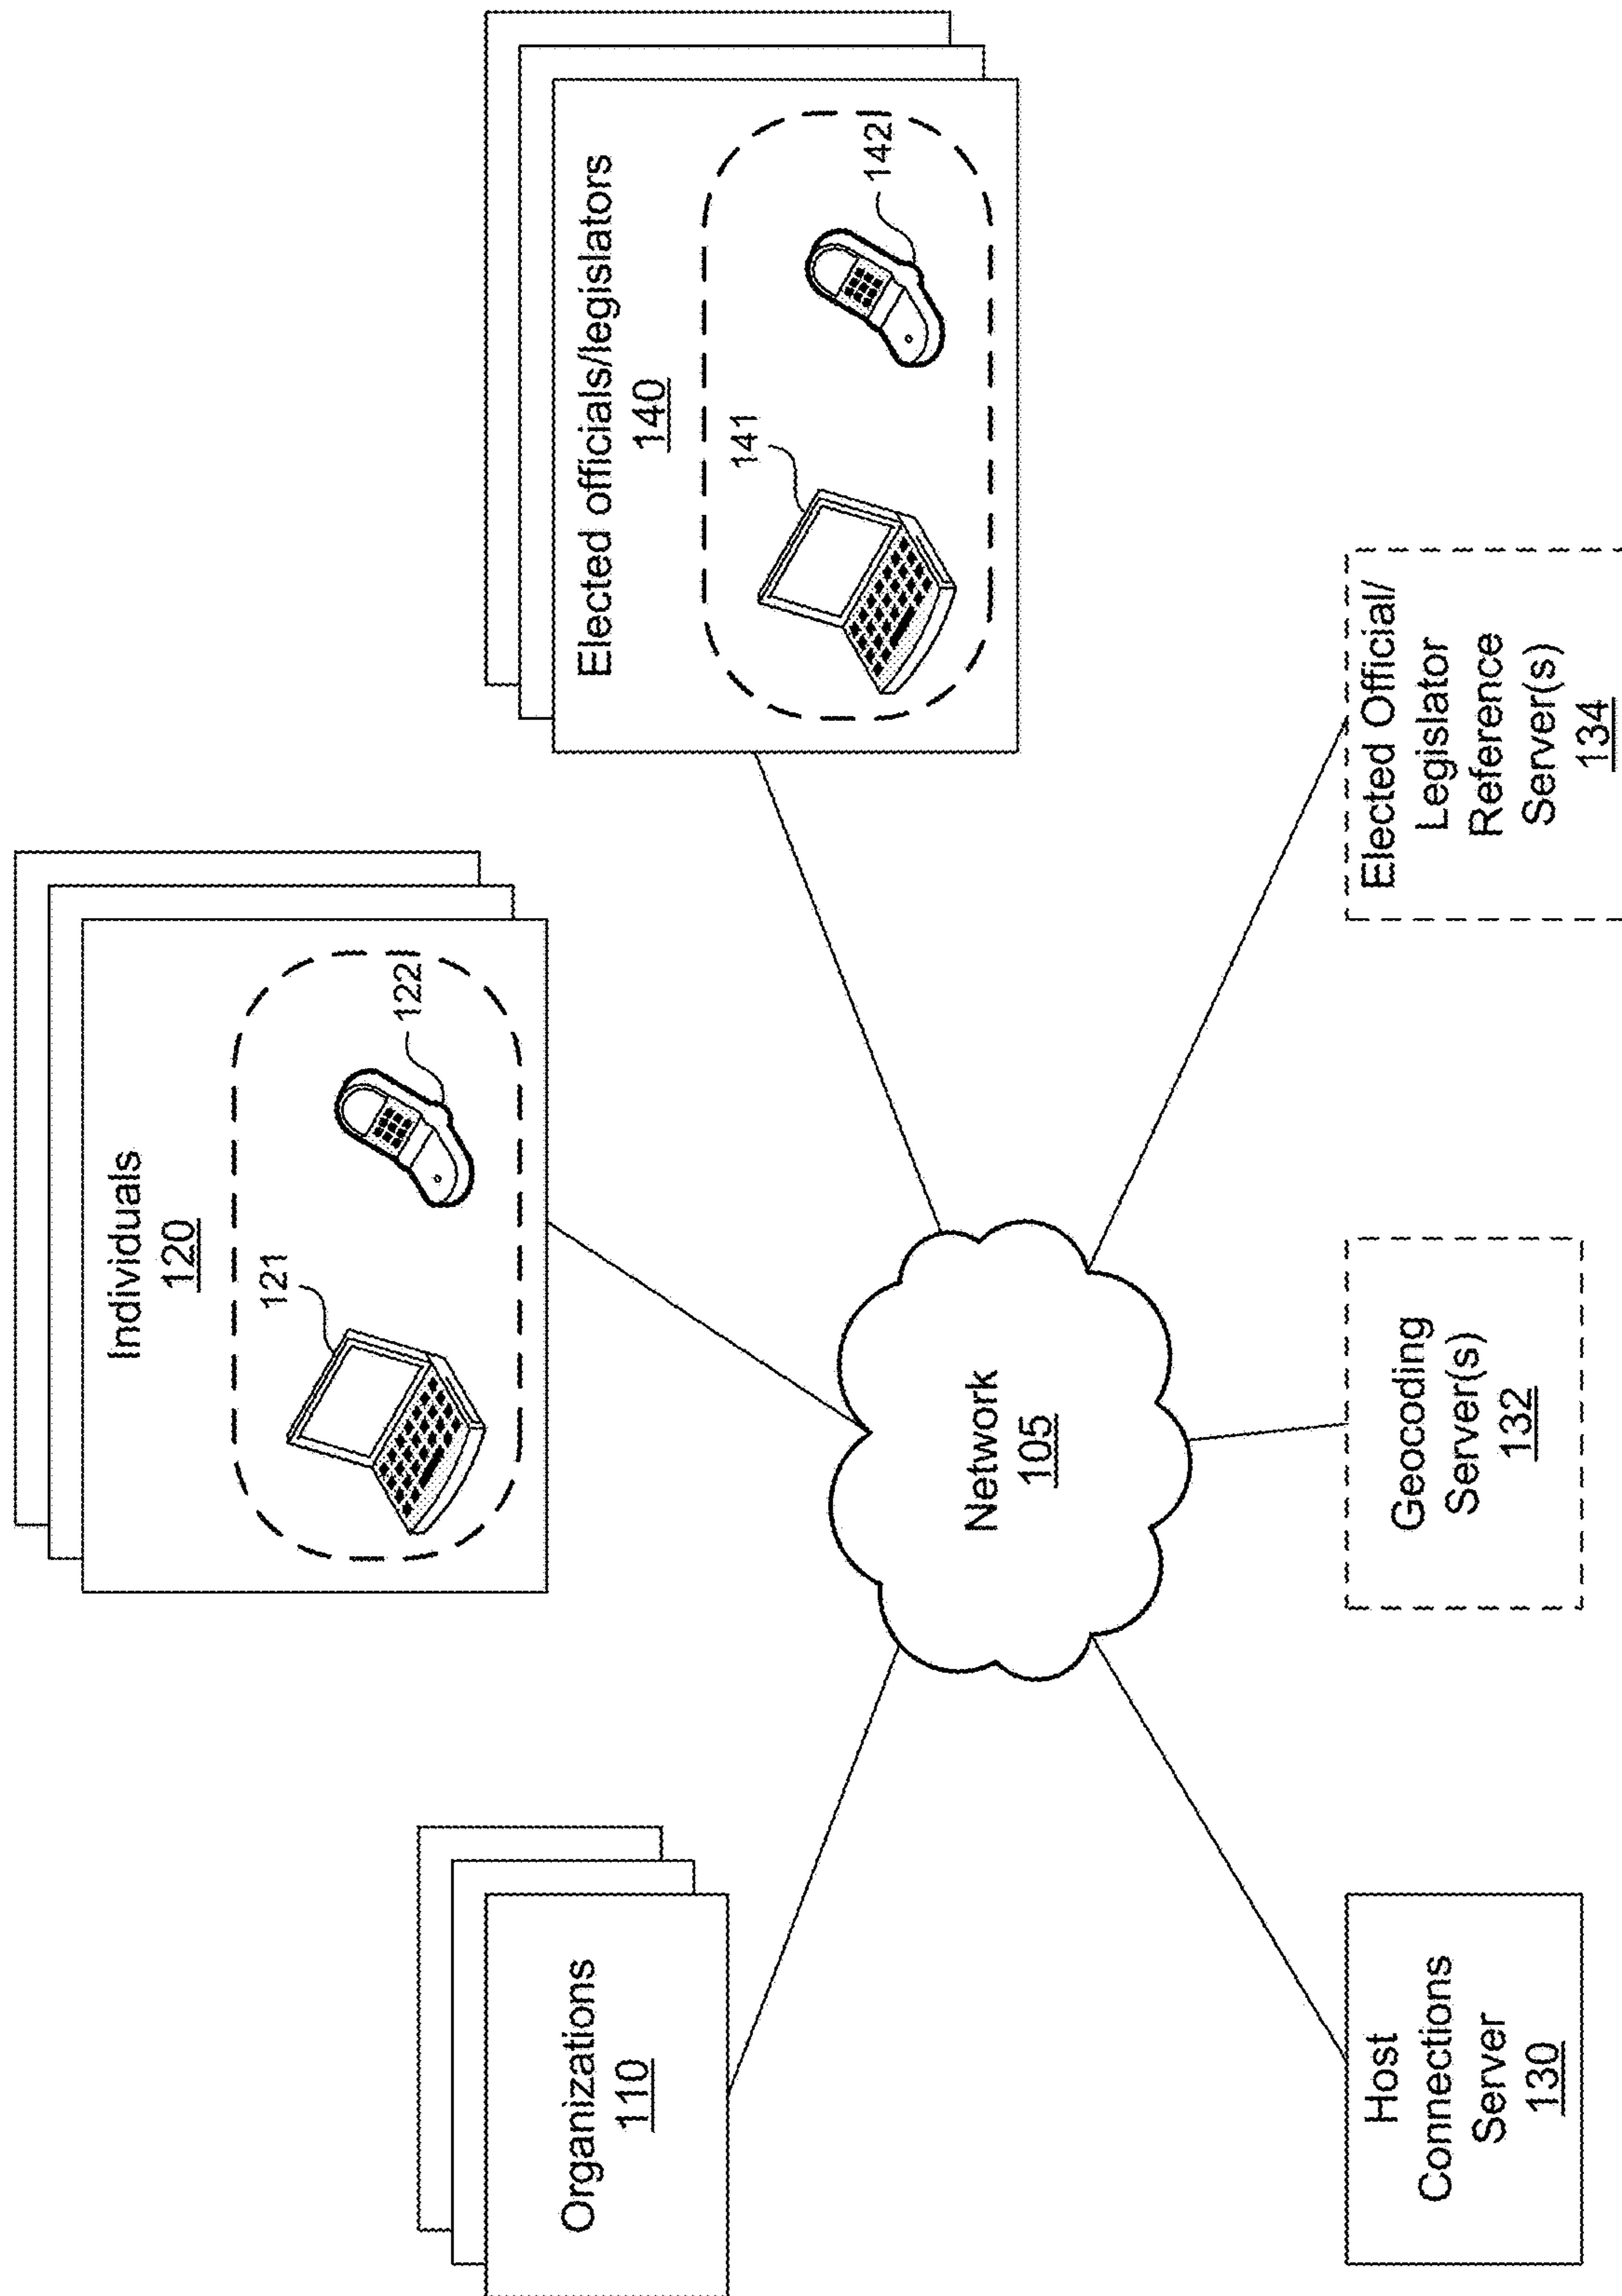 Organizations
110
Individuals
120
121
122
Elected officials/legislators
140
141
142
Network
105
Host
Connections
Server
130
Geocoding
Server(s)
132
Elected Official/
Legislator
Reference
Server(s)
134